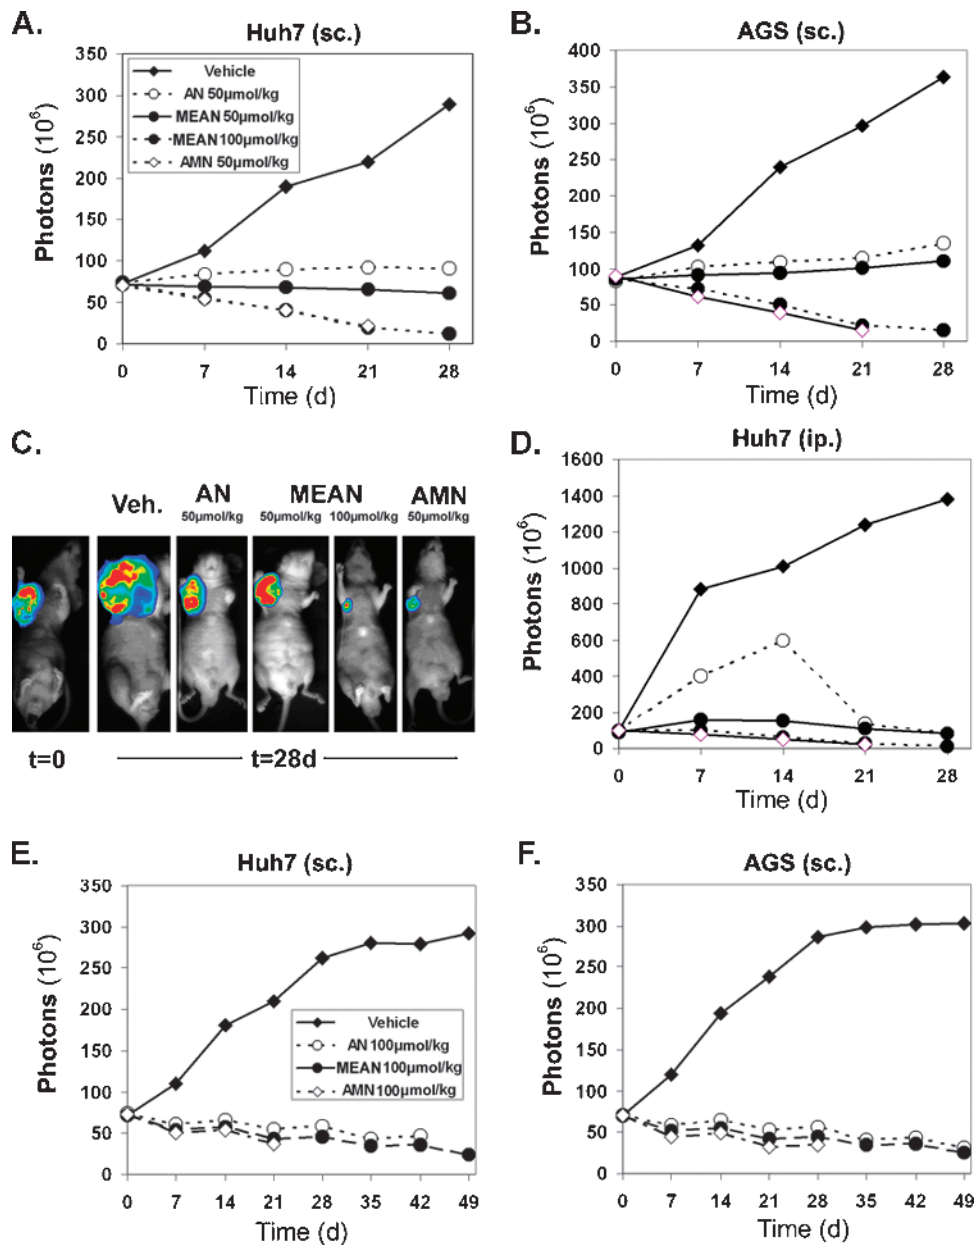 A.
Huh7 (sc.)
Photons (10⁶)
350
300
250
200
150
100
50
0
Vehicle
AN 50µmol/kg
MEAN 50µmol/kg
MEAN 100µmol/kg
AMN 50µmol/kg
0 7 14 21 28
Time (d)
B.
AGS (sc.)
Photons (10⁶)
400
350
300
250
200
150
100
50
0
0 7 14 21 28
Time (d)
C.
Veh. AN MEAN AMN
50µmol/kg 50µmol/kg 100µmol/kg 50µmol/kg
t=0 t=28d
D.
Huh7 (ip.)
Photons (10⁶)
1600
1400
1200
1000
800
600
400
200
0
0 7 14 21 28
Time (d)
E.
Huh7 (sc.)
Photons (10⁶)
350
300
250
200
150
100
50
0
Vehicle
AN 100µmol/kg
MEAN 100µmol/kg
AMN 100µmol/kg
0 7 14 21 28 35 42 49
Time (d)
F.
AGS (sc.)
Photons (10⁶)
350
300
250
200
150
100
50
0
0 7 14 21 28 35 42 49
Time (d)